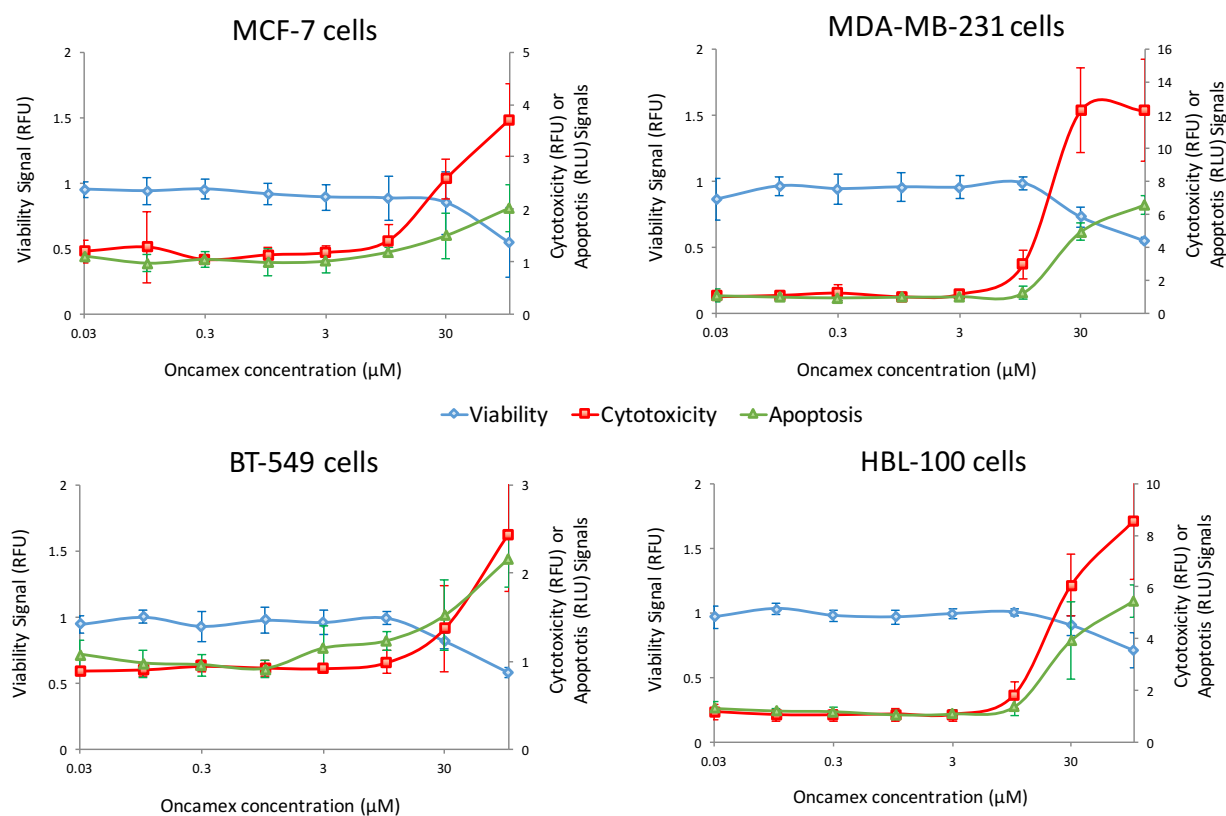 MCF-7 cells
2
1.5
1
0.5
0
Viability Signal (RFU)
5
4
3
2
1
0
Cytotoxicity (RFU) or
Apoptotis (RLU) Signals
0.03
0.3
3
30
Oncamex concentration (µM)
MDA-MB-231 cells
2
1.5
1
0.5
0
Viability Signal (RFU)
16
14
12
10
8
6
4
2
0
Cytotoxicity (RFU) or
Apoptotis (RLU) Signals
0.03
0.3
3
30
Oncamex concentration (µM)
Viability Cytotoxicity Apoptosis
BT-549 cells
2
1.5
1
0.5
0
Viability Signal (RFU)
3
2
1
0
Cytotoxicity (RFU) or
Apoptotis (RLU) Signals
0.03
0.3
3
30
Oncamex concentration (µM)
HBL-100 cells
2
1.5
1
0.5
0
Viability Signal (RFU)
10
8
6
4
2
0
Cytotoxicity (RFU) or
Apoptotis (RLU) Signals
0.03
0.3
3
30
Oncamex concentration (µM)